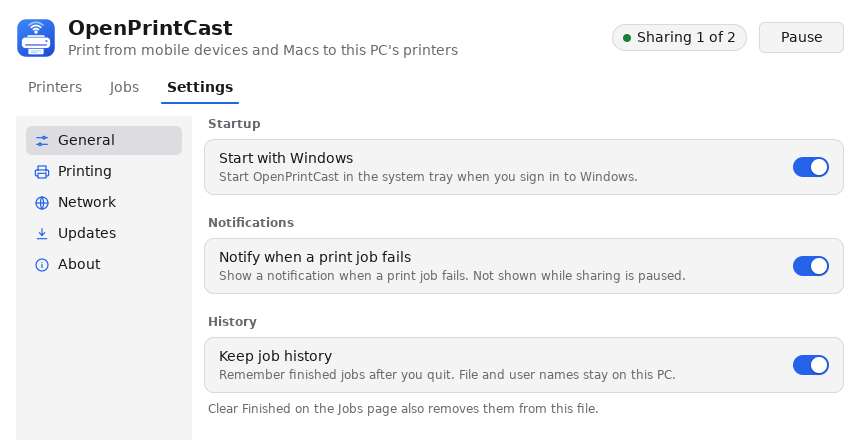 OpenPrintCast
Print from mobile devices and Macs to this PC's printers
Sharing 1 of 2
Pause
Printers
Jobs
Settings
General
Printing
Network
Updates
About
Startup
Start with Windows
Start OpenPrintCast in the system tray when you sign in to Windows.
Notifications
Notify when a print job fails
Show a notification when a print job fails. Not shown while sharing is paused.
History
Keep job history
Remember finished jobs after you quit. File and user names stay on this PC.
Clear Finished on the Jobs page also removes them from this file.